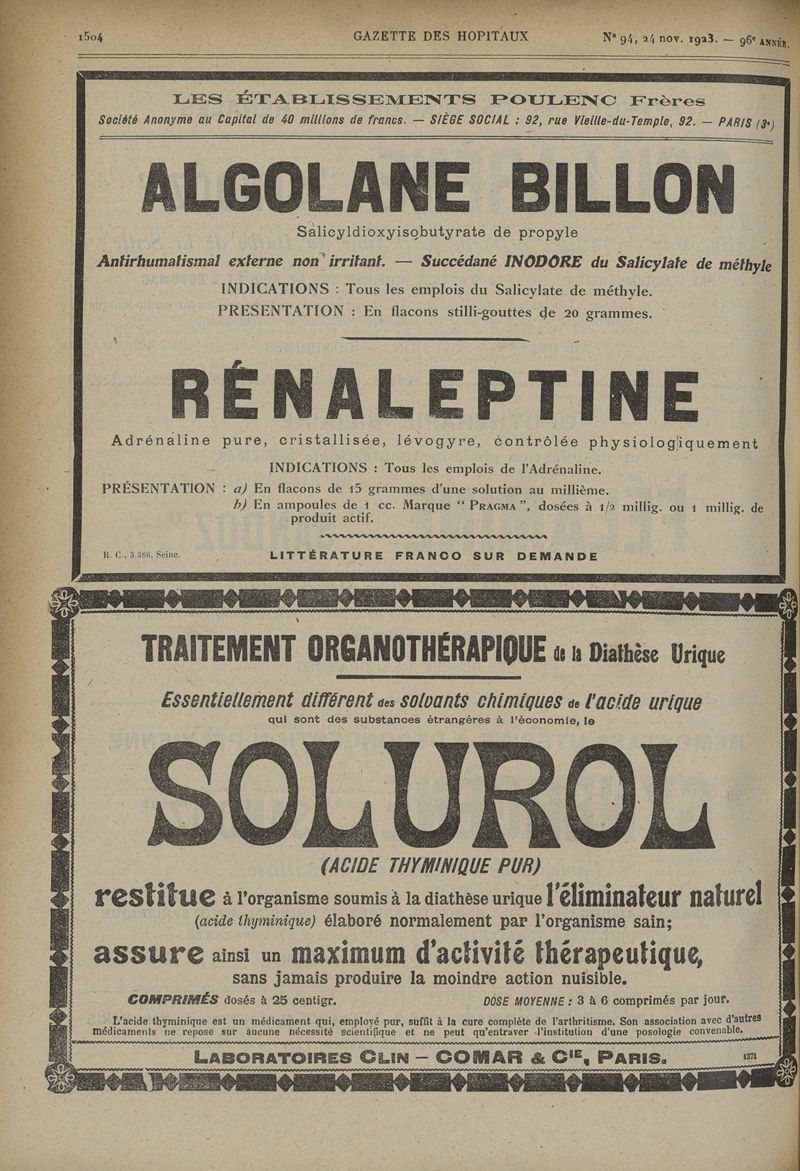 1504 GAZETTE DES HOPITAUX N° 94, 24 NOV. 1923. — 96e ANNÉE.
LES ÉTABLISSEMENTS POULENC Frères
Société Anonyme au Capital de 40 millions de francs. — SIÈGE SOCIAL : 92, rue Vieille-du-Temple, 92. — PARIS (3e)
ALGOLANE BILLON
Salicyldioxyisobutyrate de propyle
Antirhumatismal externe non irritant. — Succédané INODORE du Salicylate de méthyle
INDICATIONS : Tous les emplois du Salicylate de méthyle.
PRESENTATION : En flacons stilli-gouttes de 20 grammes.
RÉNALEPTINE
Adrénaline pure, cristallisée, lévogyre, contrôlée physiologiquement
INDICATIONS : Tous les emplois de l'Adrénaline.
PRÉSENTATION : a) En flacons de 15 grammes d'une solution au millième.
b) En ampoules de 1 cc. Marque “ PRAGMA ”, dosées à 1/2 millig. ou 1 millig. de
produit actif.
R. C., 5.386, Seine. LITTÉRATURE FRANCO SUR DEMANDE
TRAITEMENT ORGANOTHÉRAPIQUE de la Diathèse Urique
Essentiellement différent des solvants chimiques de l'acide urique
qui sont des substances étrangères à l'économie, le
SOLUROL
(ACIDE THYMINIQUE PUR)
restitue à l'organisme soumis à la diathèse urique l'éliminateur naturel
(acide thyminique) élaboré normalement par l'organisme sain;
assure ainsi un maximum d'activité thérapeutique,
sans jamais produire la moindre action nuisible.
COMPRIMÉS dosés à 25 centigr. DOSE MOYENNE : 3 à 6 comprimés par jour.
L'acide thyminique est un médicament qui, employé pur, suffit à la cure complète de l'arthritisme. Son association avec d'autres
médicaments ne repose sur aucune nécessité scientifique et ne peut qu'entraver l'institution d'une posologie convenable.
LABORATOIRES CLIN — COMAR & CIE, PARIS. 1371